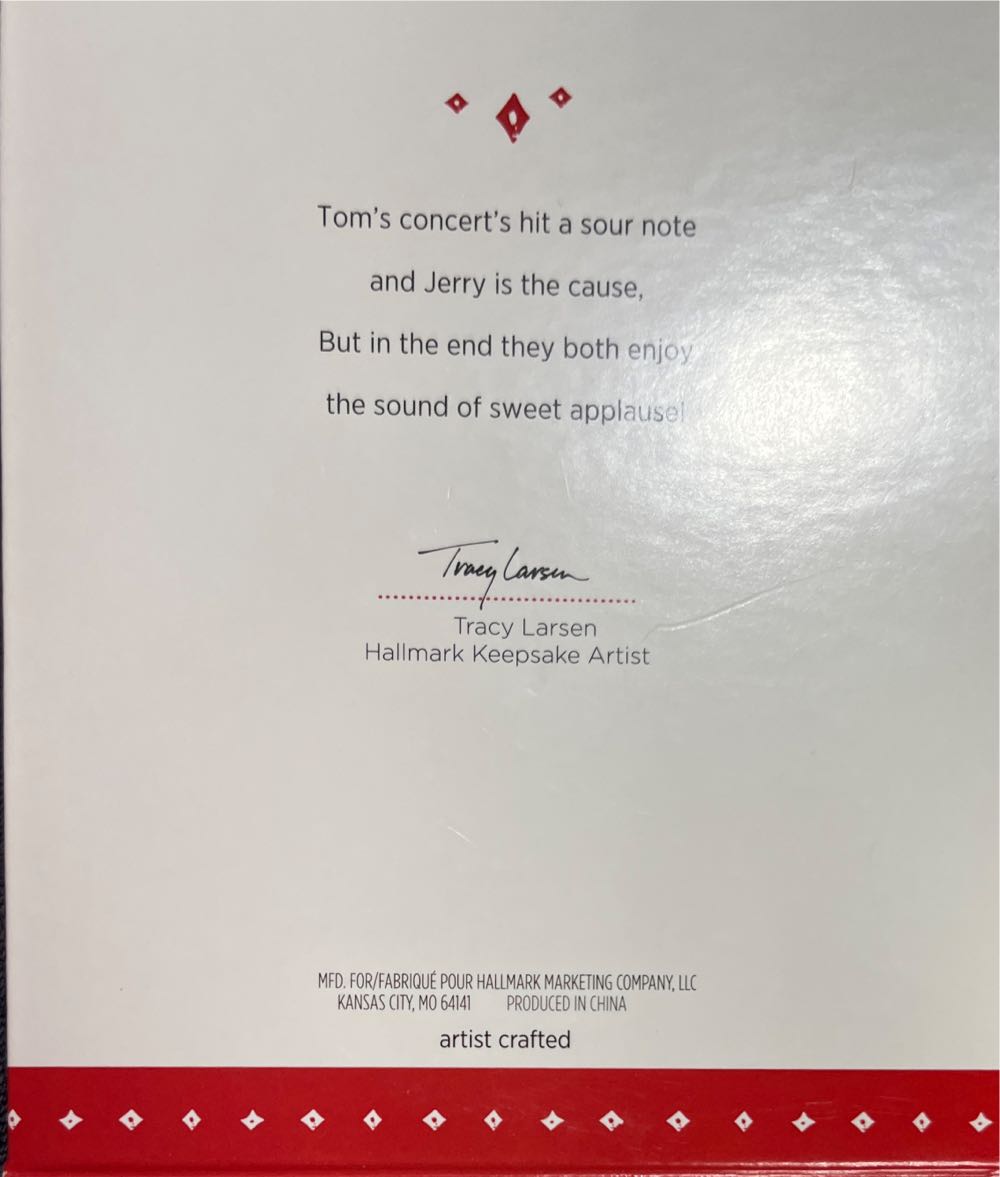 Tom's concert's hit a sour note
and Jerry is the cause,
But in the end they both enjoy
the sound of sweet applause!
Tracy Larsen
Tracy Larsen
Hallmark Keepsake Artist
MFD. FOR/FABRIQUÉ POUR HALLMARK MARKETING COMPANY, LLC
KANSAS CITY, MO 64141 PRODUCED IN CHINA
artist crafted